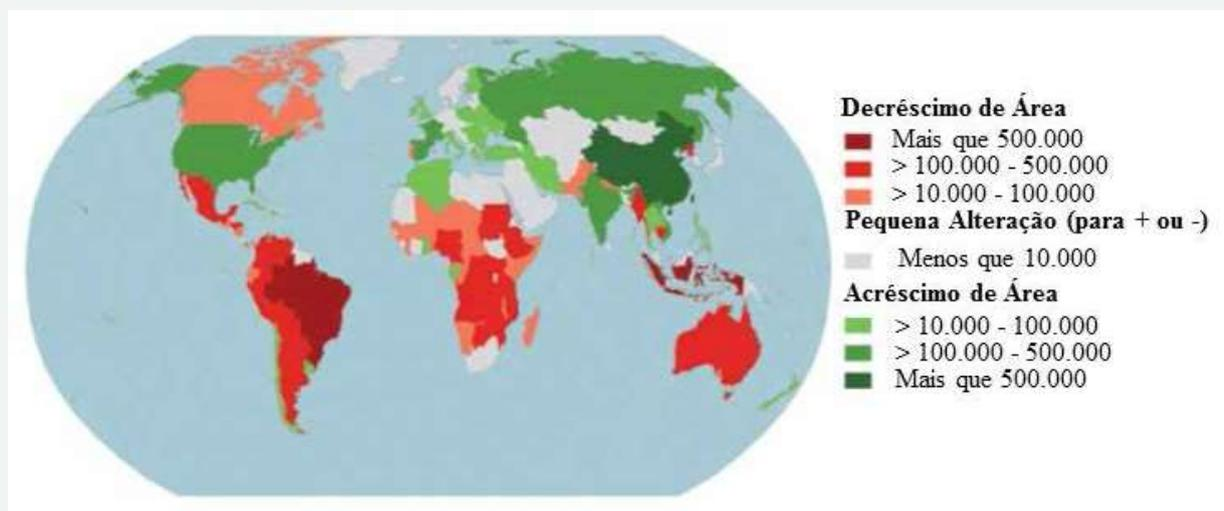 Decréscimo de Área
Mais que 500.000
> 100.000 - 500.000
> 10.000 - 100.000
Pequena Alteração (para + ou -)
Menos que 10.000
Acréscimo de Área
> 10.000 - 100.000
> 100.000 - 500.000
Mais que 500.000